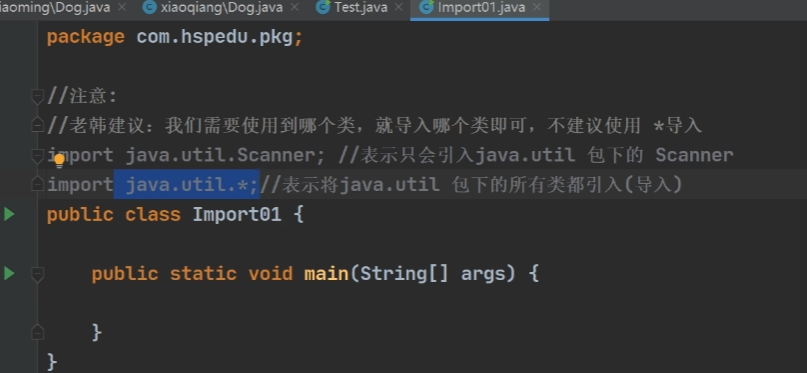 iaoming\Dog.java xiaoqiang\Dog.java Test.java Import01.java
package com.hspedu.pkg;
//注意:
//老韩建议：我们需要使用到哪个类，就导入哪个类即可，不建议使用 *导入
import java.util.Scanner; //表示只会引入java.util 包下的 Scanner
import java.util.*;//表示将java.util 包下的所有类都引入(导入)
public class Import01 {
public static void main(String[] args) {
}
}